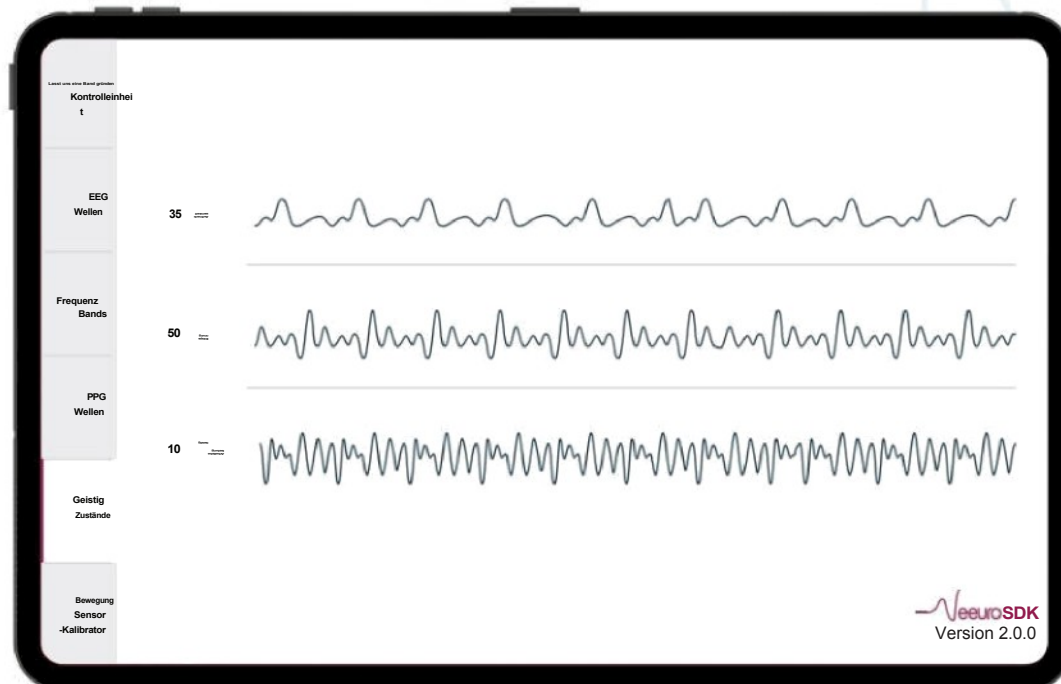 Lasst uns eine Band gründen
Kontrolleinhei
t
EEG
Wellen
Frequenz
Bands
PPG
Wellen
Geistig
Zustände
Bewegung
Sensor
-Kalibrator
35
50
10
NeeuroSDK
Version 2.0.0